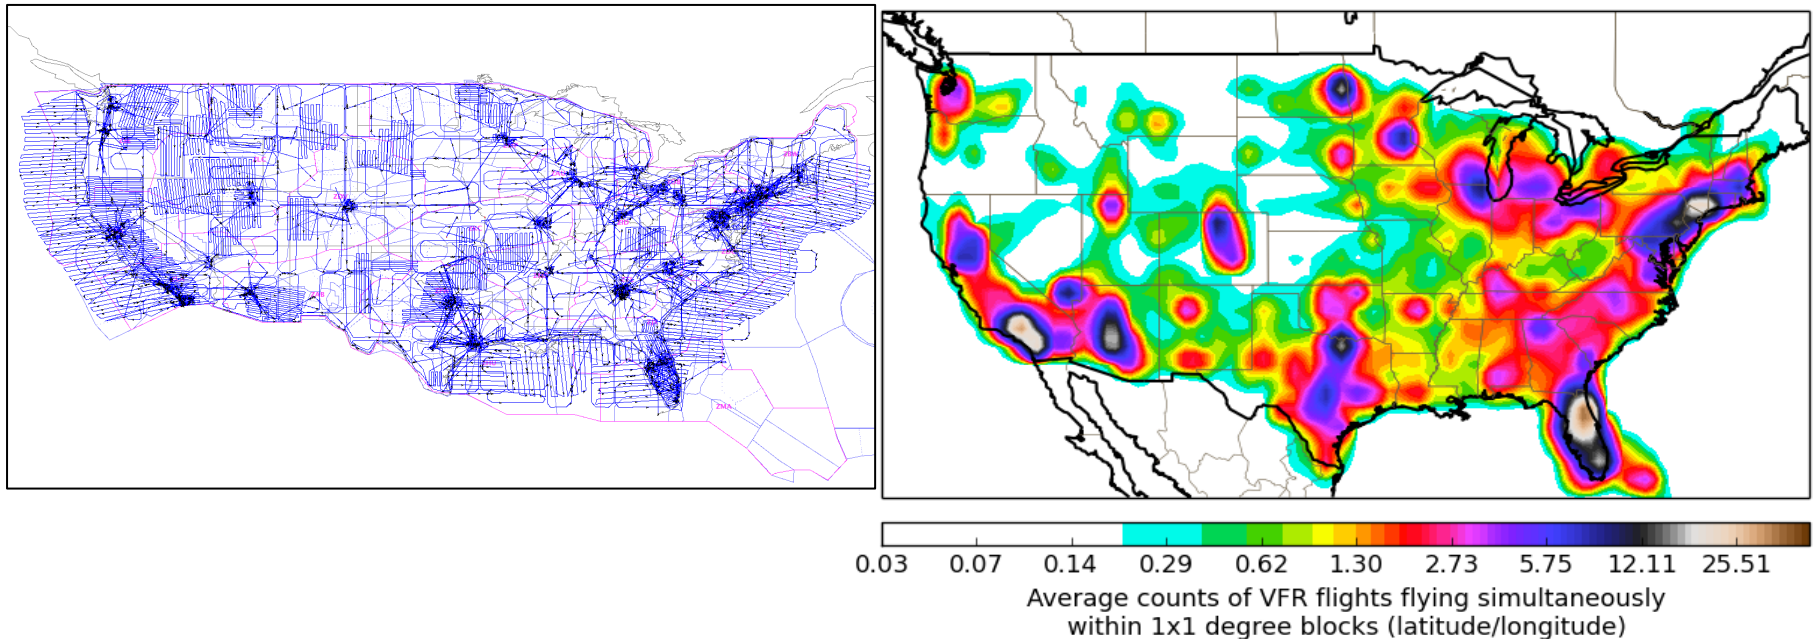 ZMA
0.03 0.07 0.14 0.29 0.62 1.30 2.73 5.75 12.11 25.51
Average counts of VFR flights flying simultaneously
within 1x1 degree blocks (latitude/longitude)